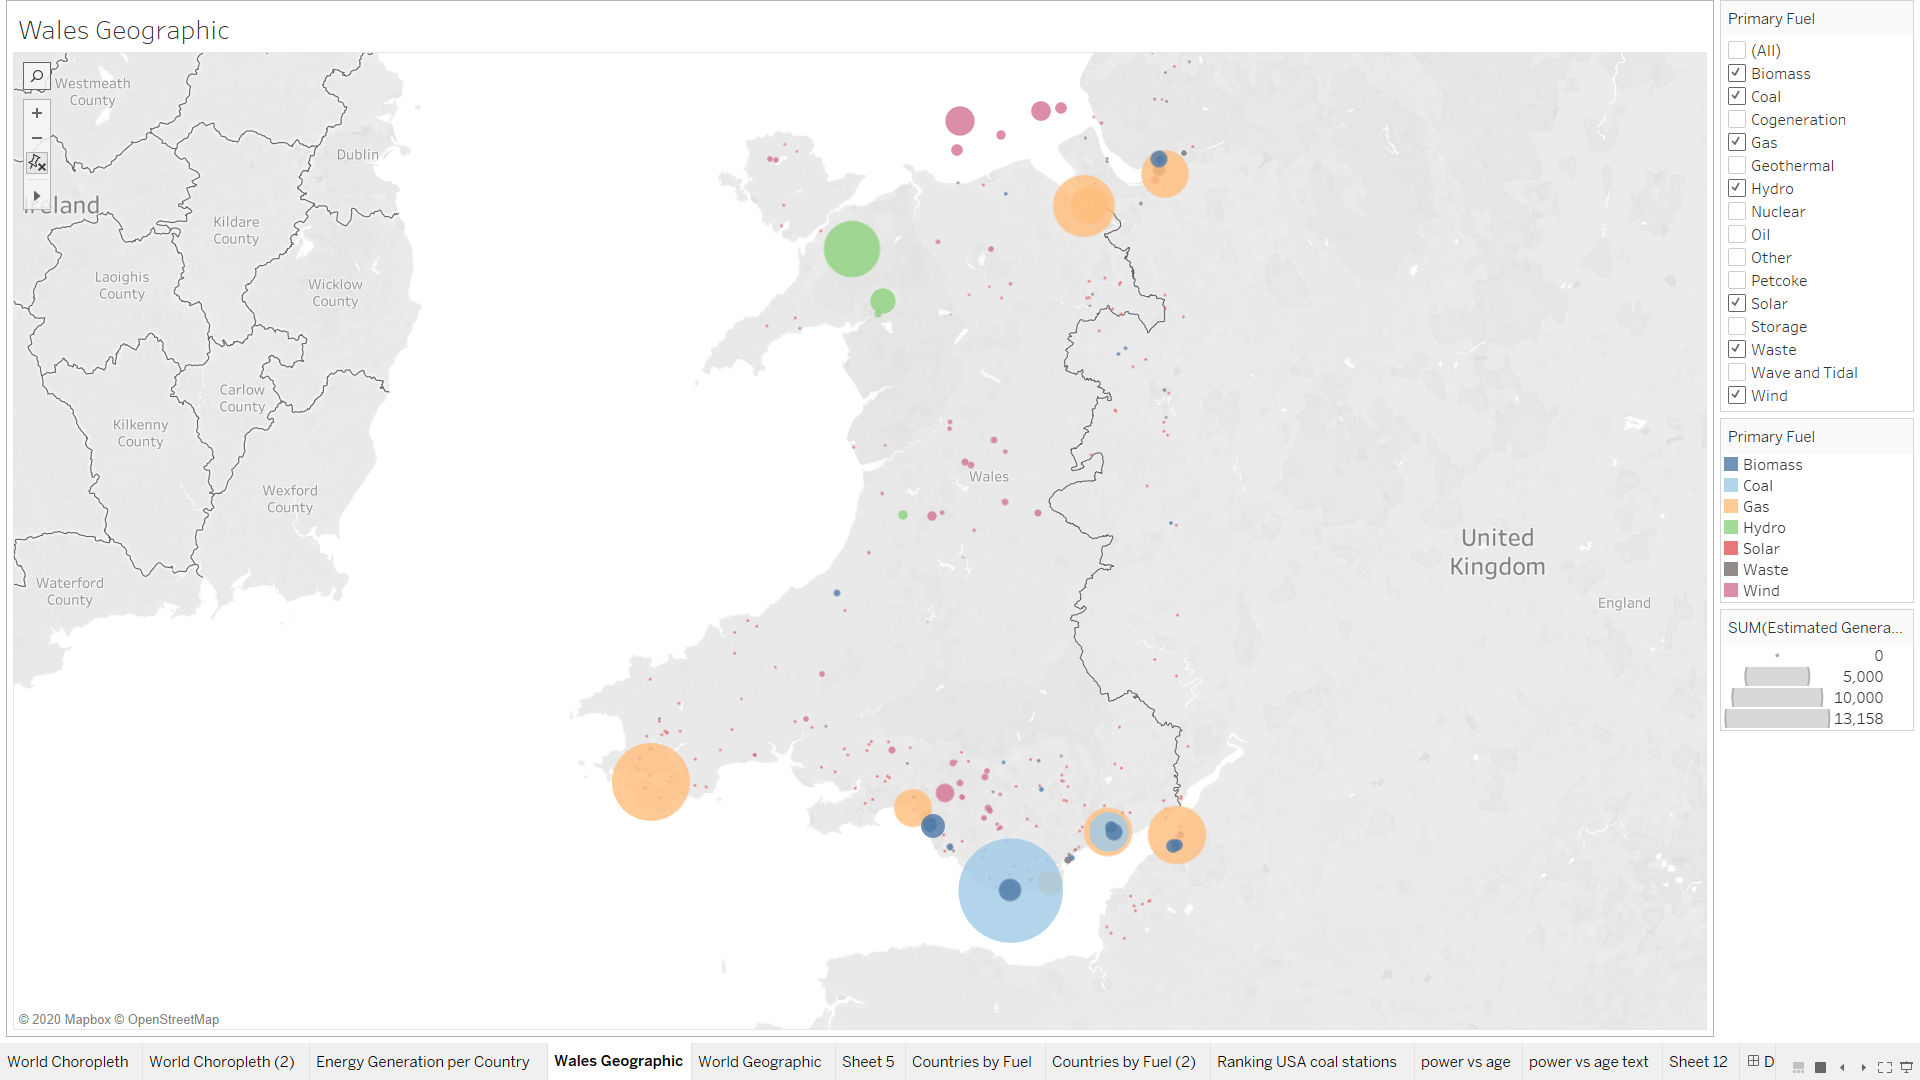 Wales Geographic
Westmeath
County
Dublin
Ireland
Kildare
County
Laoighis
County
Wicklow
County
Carlow
County
Kilkenny
County
Wexford
County
Waterford
County
Wales
United
Kingdom
England
© 2020 Mapbox © OpenStreetMap
Primary Fuel
(All)
Biomass
Coal
Cogeneration
Gas
Geothermal
Hydro
Nuclear
Oil
Other
Petcoke
Solar
Storage
Waste
Wave and Tidal
Wind
Primary Fuel
Biomass
Coal
Gas
Hydro
Solar
Waste
Wind
SUM(Estimated Genera...
0
5,000
10,000
13,158
World Choropleth
World Choropleth (2)
Energy Generation per Country
Wales Geographic
World Geographic
Sheet 5
Countries by Fuel
Countries by Fuel (2)
Ranking USA coal stations
power vs age
power vs age text
Sheet 12
D